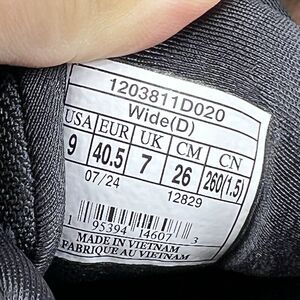 1203811D020
Wide(D)
USA EUR UK CM CN
9 40.5 7 26 260(1.5)
07/24 12829
1 95394 14607 3
MADE IN VIETNAM
FABRIQUE AU VIETNAM